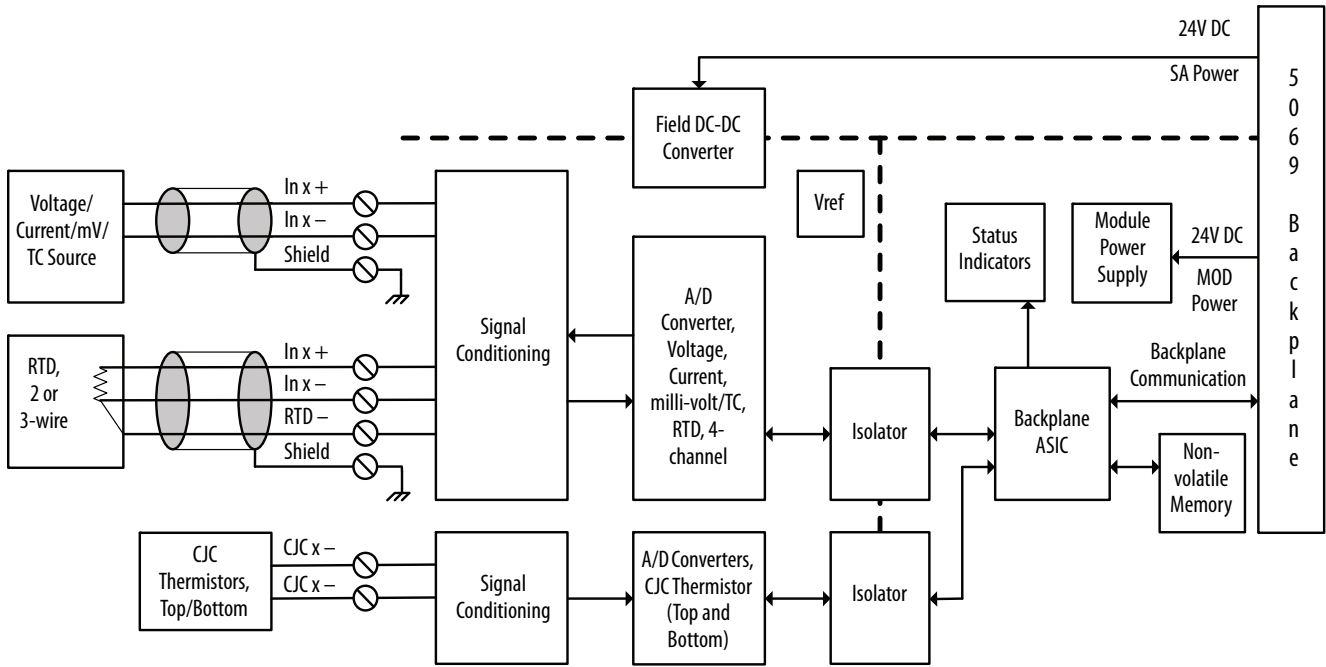 24V DC
SA Power
5
0
6
9
B
a
c
k
p
l
a
n
e
Field DC-DC
Converter
Voltage/
Current/mV/
TC Source
In x +
In x –
Shield
Vref
Status
Indicators
Module
Power
Supply
24V DC
MOD
Power
Signal
Conditioning
A/D
Converter,
Voltage,
Current,
milli-volt/TC,
RTD, 4-
channel
RTD,
2 or
3-wire
In x +
In x –
RTD –
Shield
Isolator
Backplane
ASIC
Backplane
Communication
Non-
volatile
Memory
CJC
Thermistors,
Top/Bottom
CJC x –
CJC x –
Signal
Conditioning
A/D Converters,
CJC Thermistor
(Top and
Bottom)
Isolator